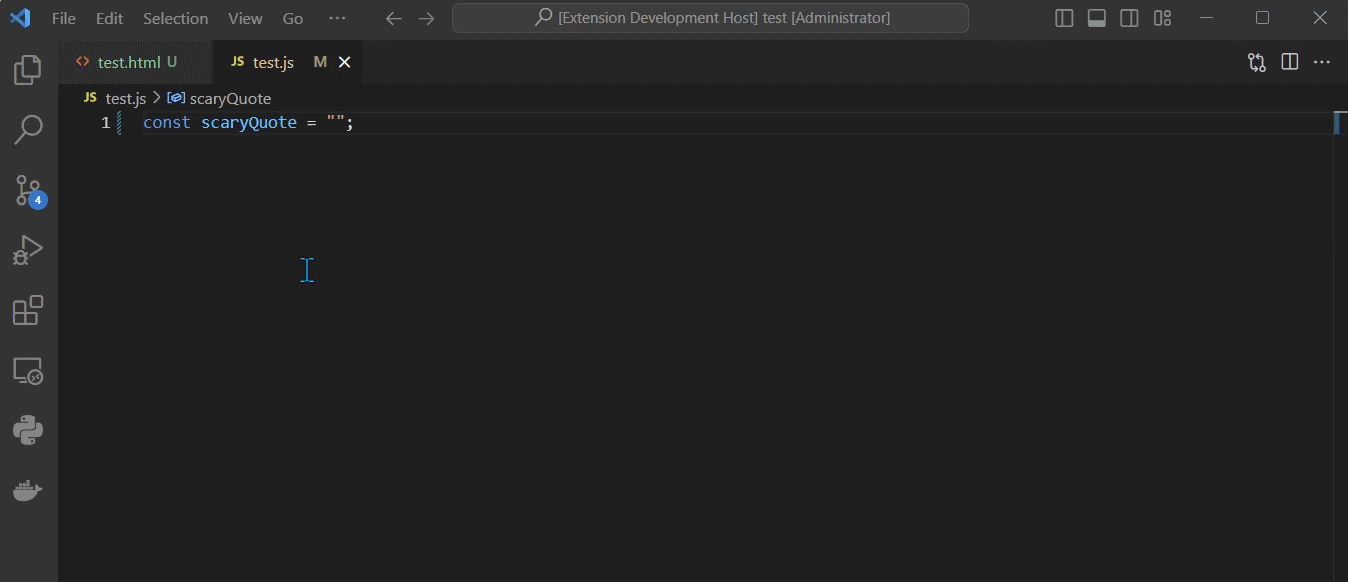 File Edit Selection View Go ··· [Extension Development Host] test [Administrator]
<> test.html U JS test.js M
JS test.js > scaryQuote
1 const scaryQuote = "";
4